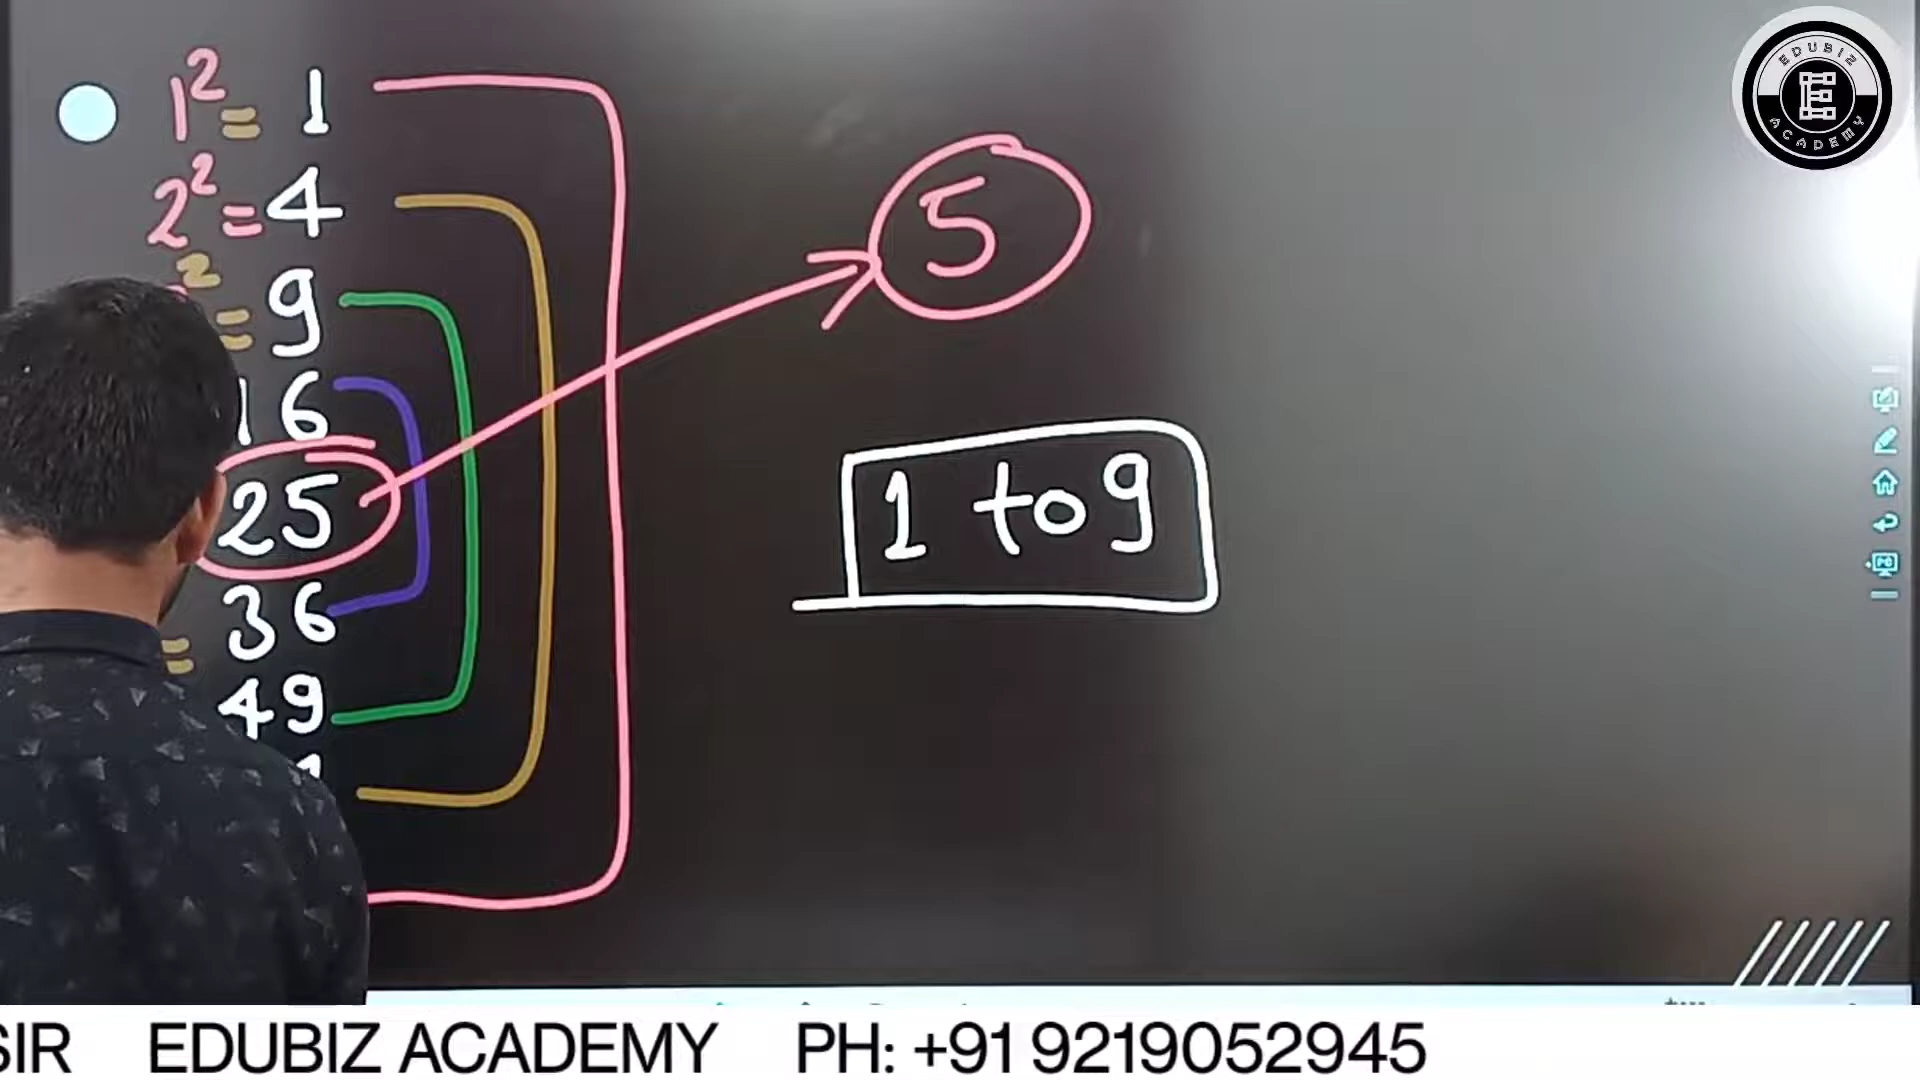 1² = 1
2² = 4
² = 9
16
25
36
=
49
5
1 to 9
EDUBIZ
ACADEMY
SIR EDUBIZ ACADEMY PH: +91 9219052945